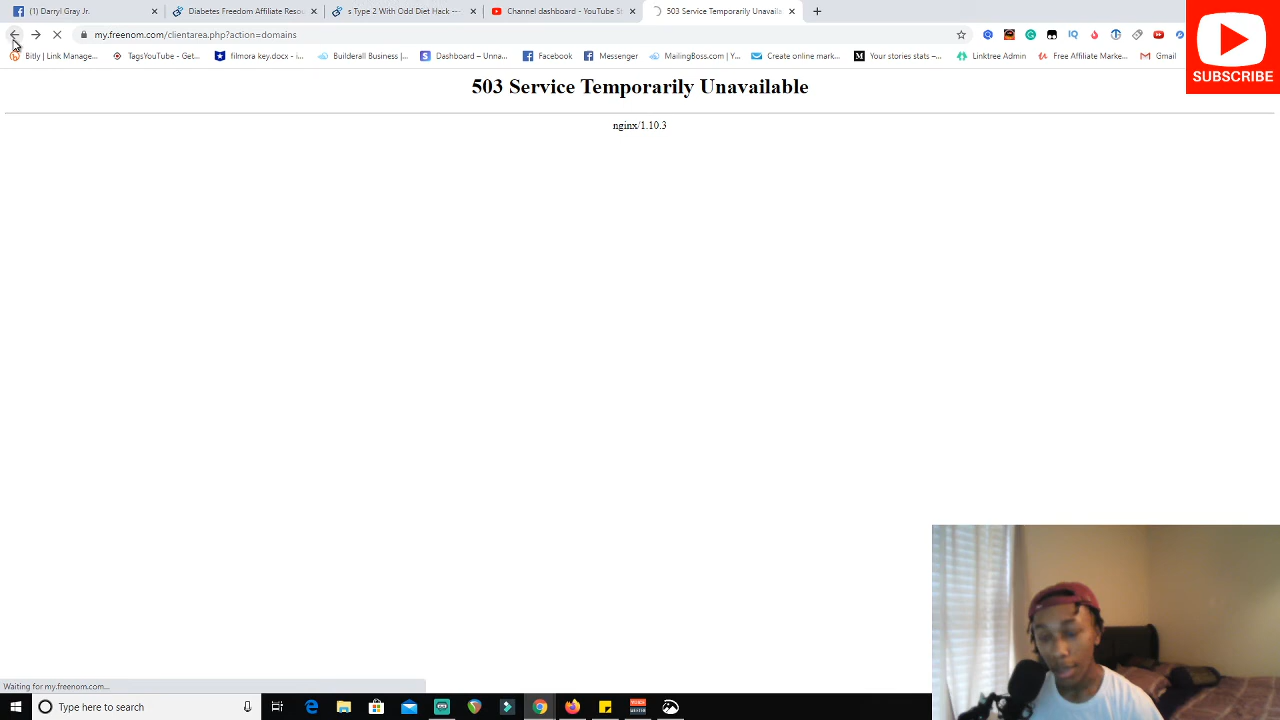 (1) Darryl Gray Jr.
Diabetes Freedom Affiliate Resou
s Type 2 With Odd Diet Hack --
Channel dashboard - YouTube St
503 Service Temporarily Unavaila
my.freenom.com/clientarea.php?action=domains
Bitly | Link Manage...
TagsYouTube - Get...
filmora key.docx - i...
Builderall Business |...
Dashboard – Unna...
Facebook
Messenger
MailingBoss.com | Y...
Create online mark...
Your stories stats –...
Linktree Admin
Free Affiliate Marke...
Gmail
SUBSCRIBE
503 Service Temporarily Unavailable
nginx/1.10.3
Waiting for my.freenom.com...
Type here to search